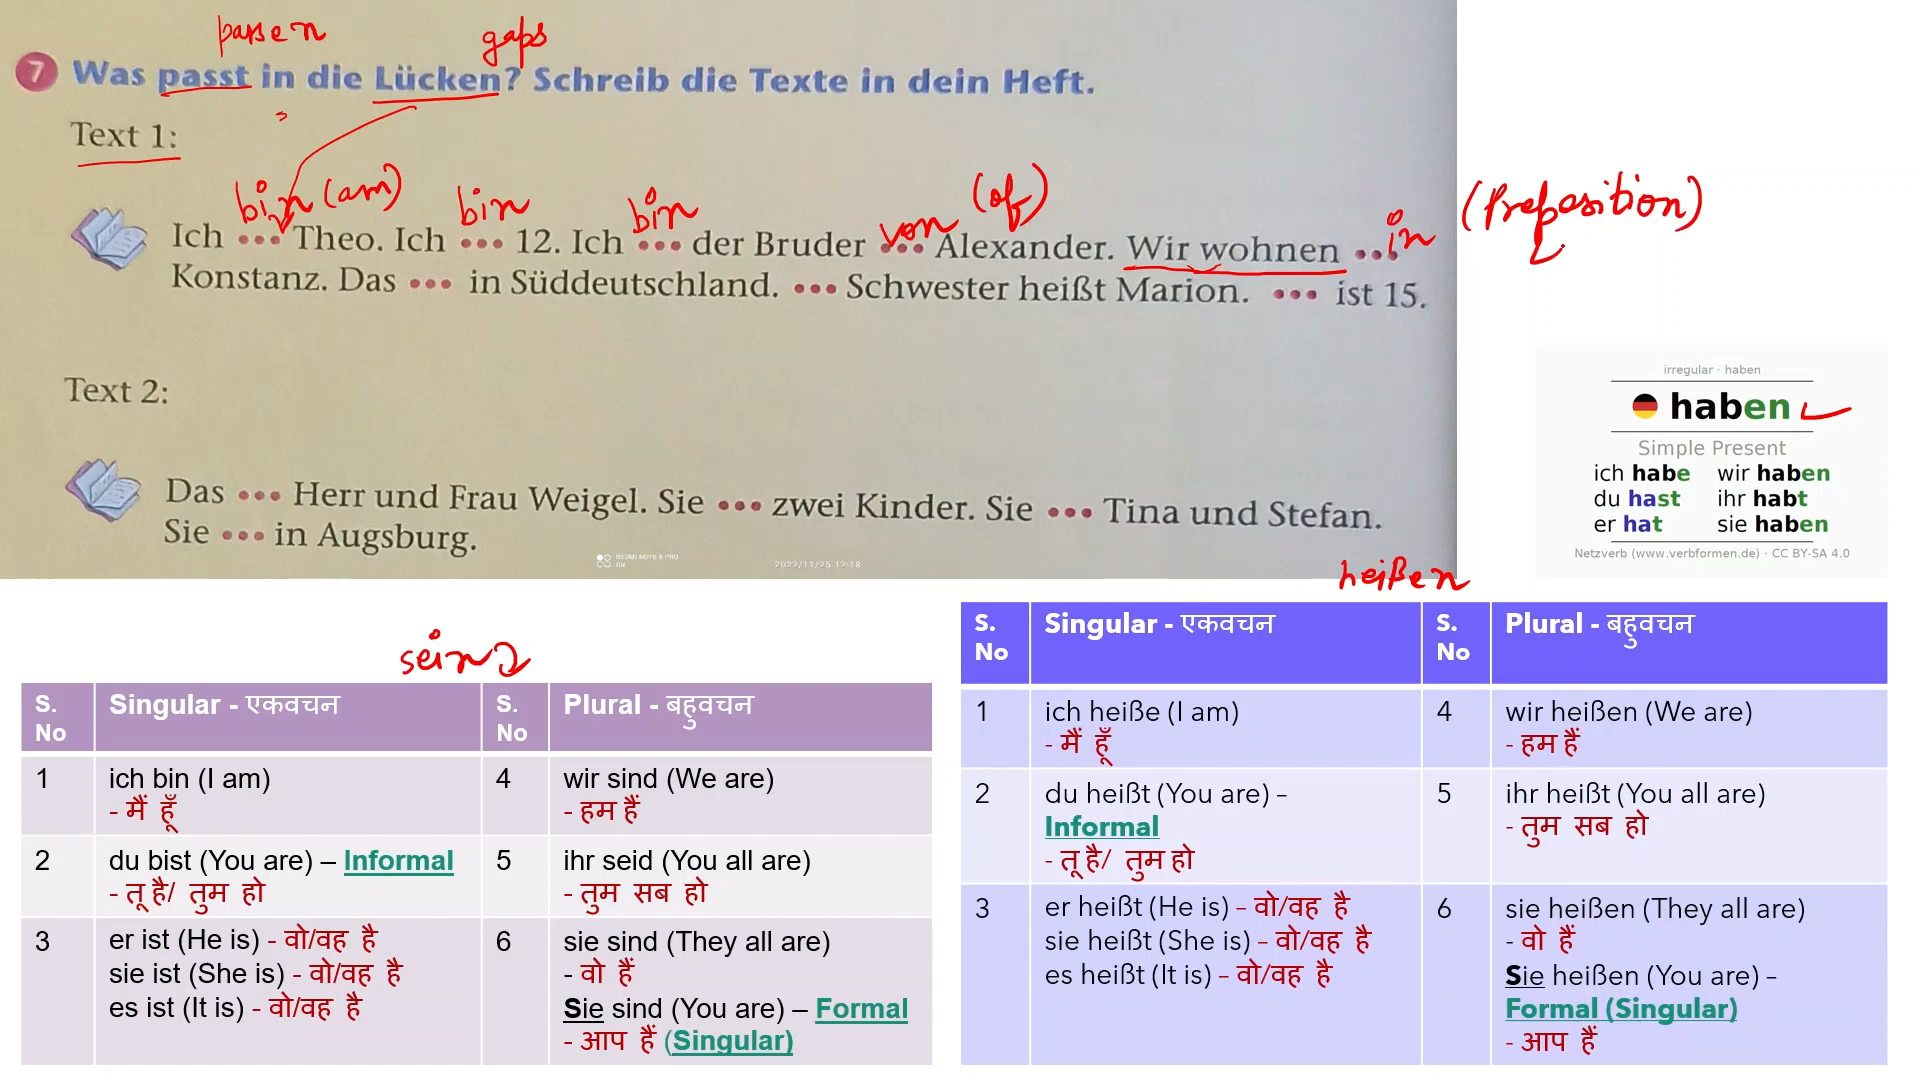 passen
gaps
7 Was passt in die Lücken? Schreib die Texte in dein Heft.
Text 1:
bin (am) bin bin von (of) in (Preposition)
Ich ••• Theo. Ich ••• 12. Ich ••• der Bruder ••• Alexander. Wir wohnen •••
Konstanz. Das ••• in Süddeutschland. ••• Schwester heißt Marion. ••• ist 15.
irregular · haben
haben
Simple Present
ich habe wir haben
du hast ihr habt
er hat sie haben
Netzverb (www.verbformen.de) · CC BY-SA 4.0
Text 2:
Das ••• Herr und Frau Weigel. Sie ••• zwei Kinder. Sie ••• Tina und Stefan.
Sie ••• in Augsburg.
REDMI NOTE 8 PRO
2022/11/25 12:18
sein
S. No Singular - एकवचन S. No Plural - बहुवचन
1 ich bin (I am) 4 wir sind (We are)
- मैं हूँ - हम हैं
2 du bist (You are) – Informal 5 ihr seid (You all are)
- तू है/ तुम हो - तुम सब हो
3 er ist (He is) - वो/वह है 6 sie sind (They all are)
sie ist (She is) - वो/वह है - वो हैं
es ist (It is) - वो/वह है Sie sind (You are) – Formal
- आप हैं (Singular)
heißen
S. No Singular - एकवचन S. No Plural - बहुवचन
1 ich heiße (I am) 4 wir heißen (We are)
- मैं हूँ - हम हैं
2 du heißt (You are) – 5 ihr heißt (You all are)
Informal - तुम सब हो
- तू है/ तुम हो
3 er heißt (He is) – वो/वह है 6 sie heißen (They all are)
sie heißt (She is) – वो/वह है - वो हैं
es heißt (It is) – वो/वह है Sie heißen (You are) –
Formal (Singular)
- आप हैं